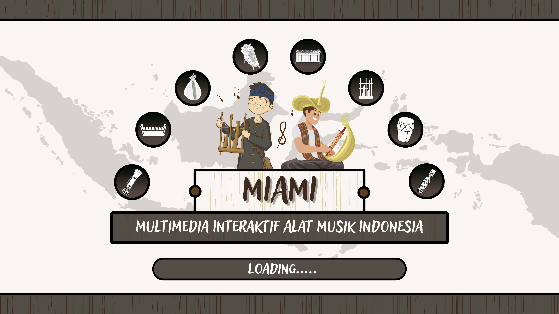 MIAMI
MULTIMEDIA INTERAKTIF ALAT MUSIK INDONESIA
LOADING.....